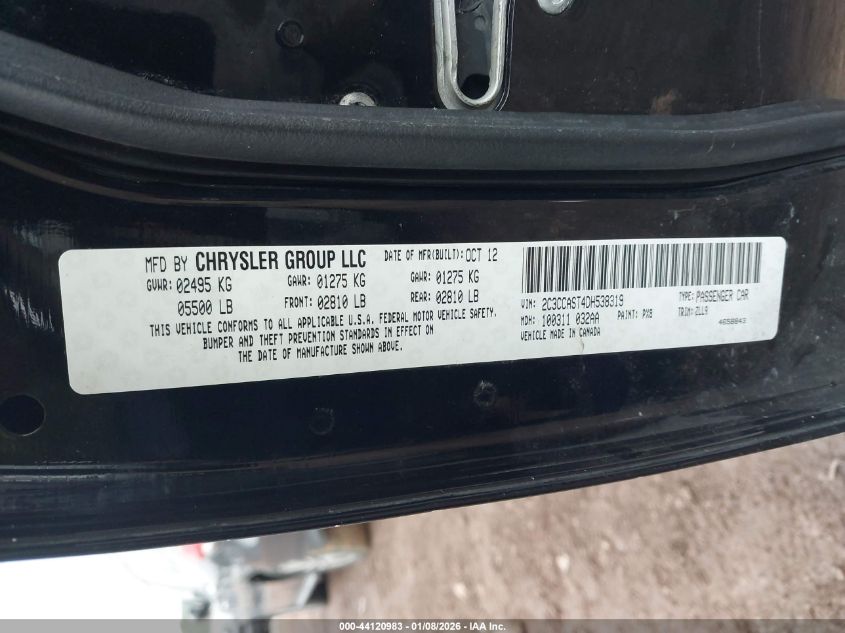 MFD BY CHRYSLER GROUP LLC DATE OF MFR(BUILT): OCT 12
GVWR: 02495 KG GAWR: 01275 KG GAWR: 01275 KG
05500 LB FRONT: 02810 LB REAR: 02810 LB
THIS VEHICLE CONFORMS TO ALL APPLICABLE U.S.A. FEDERAL MOTOR VEHICLE SAFETY,
BUMPER AND THEFT PREVENTION STANDARDS IN EFFECT ON
THE DATE OF MANUFACTURE SHOWN ABOVE.
VIN: 2C3CCAST4DH538319 TYPE: PASSENGER CAR
MDH: 100311 032AA PAINT: PX8 TRIM: ZLL9
VEHICLE MADE IN CANADA 4658843
000-44120983 - 01/08/2026 - IAA Inc.